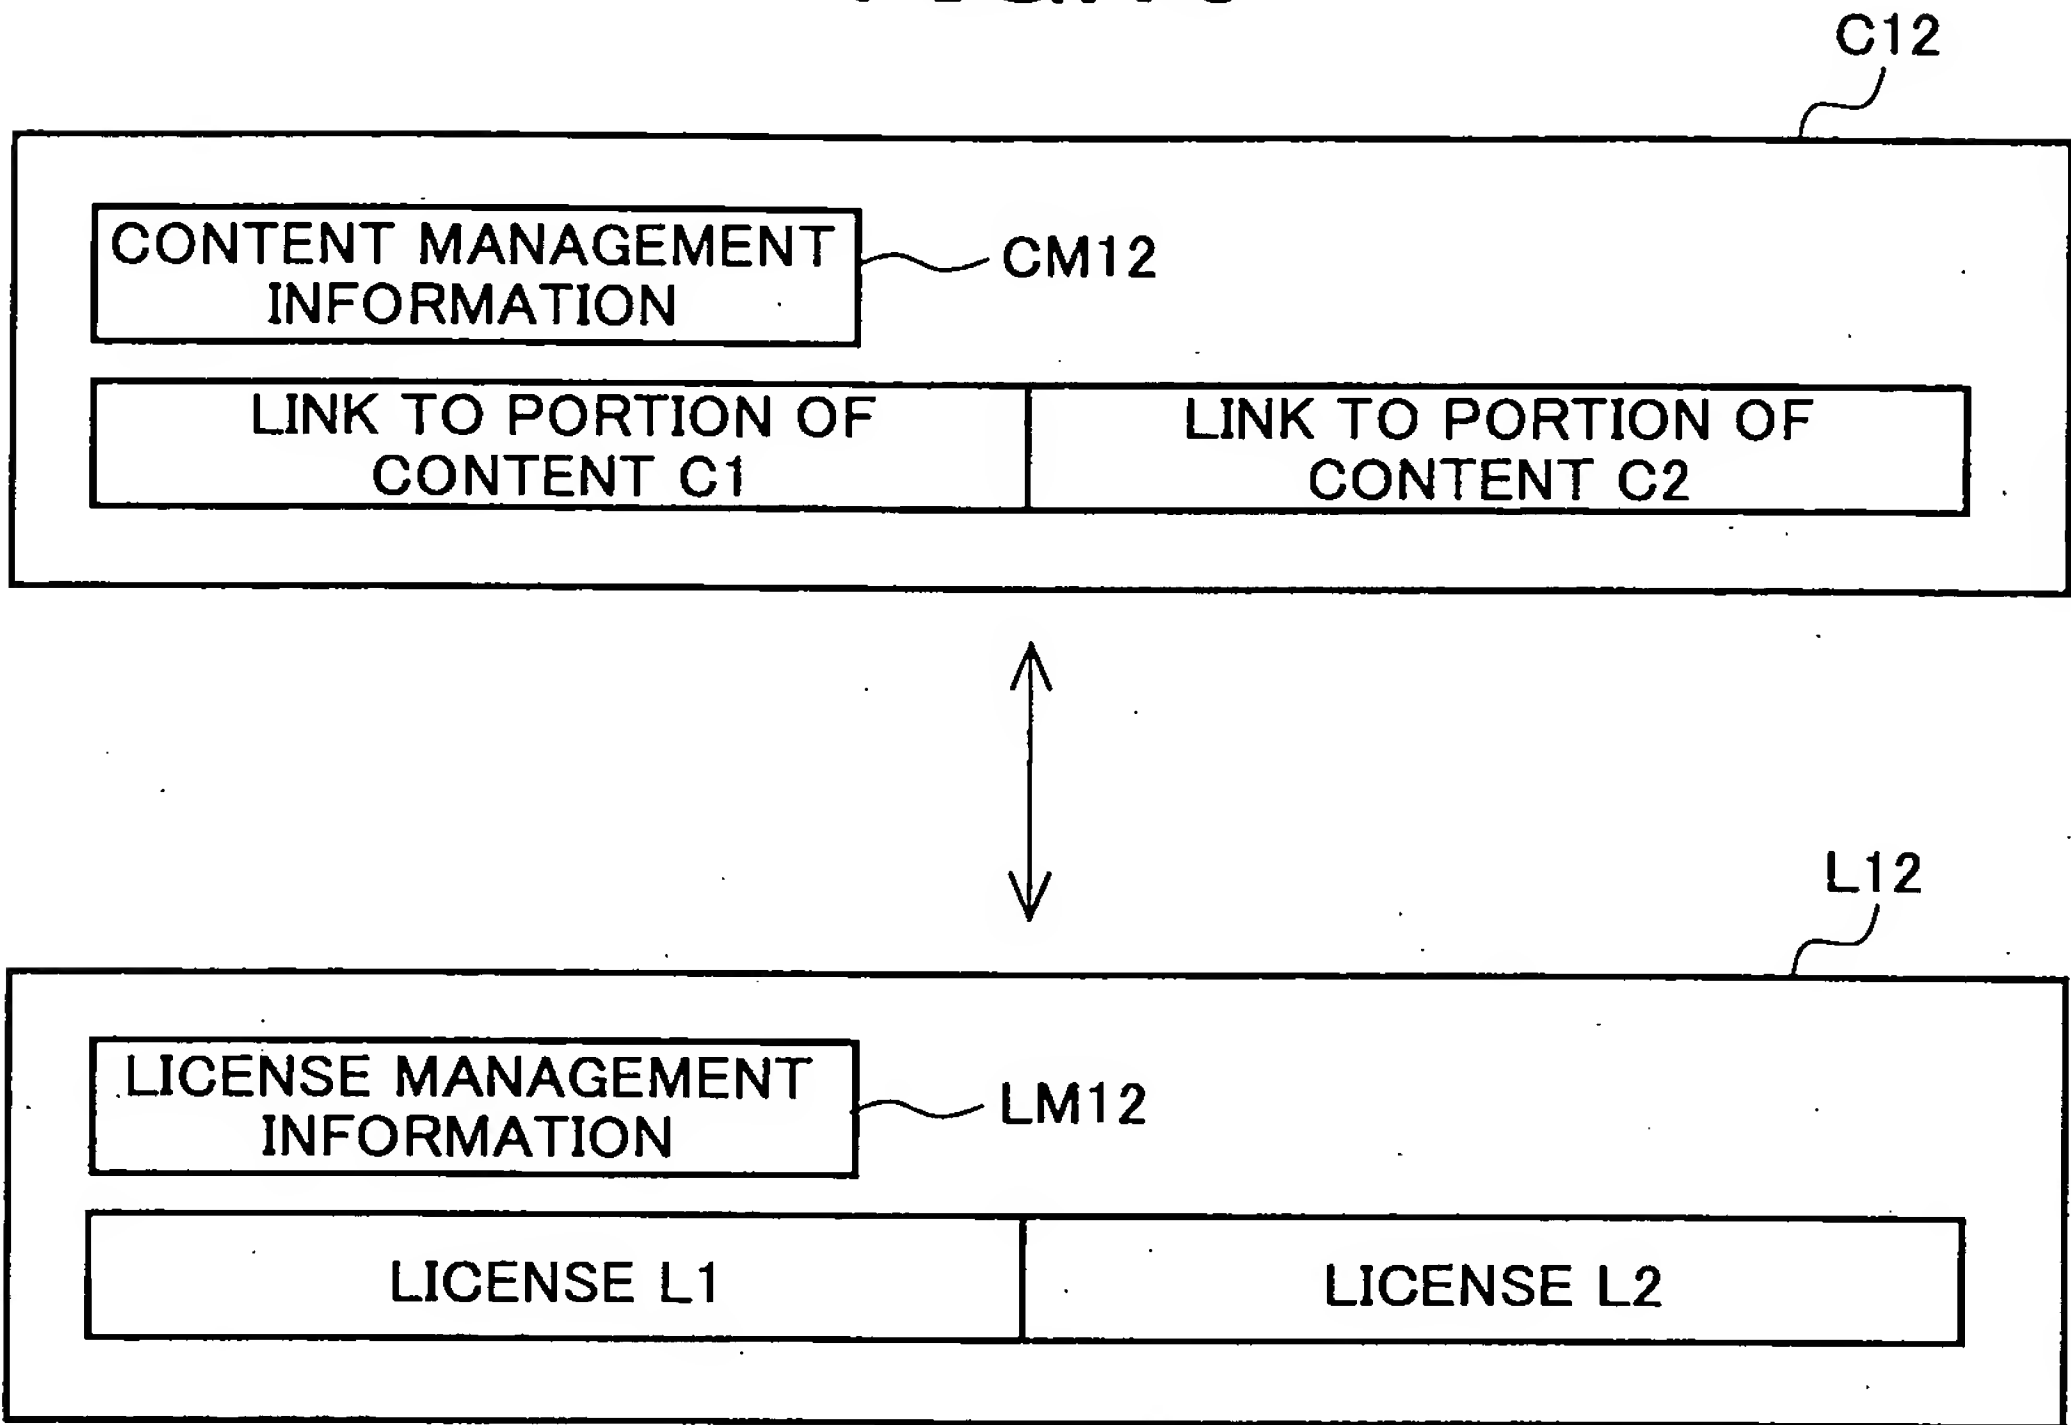 C12
CONTENT MANAGEMENT
INFORMATION
CM12
LINK TO PORTION OF
CONTENT C1
LINK TO PORTION OF
CONTENT C2
L12
LICENSE MANAGEMENT
INFORMATION
LM12
LICENSE L1
LICENSE L2